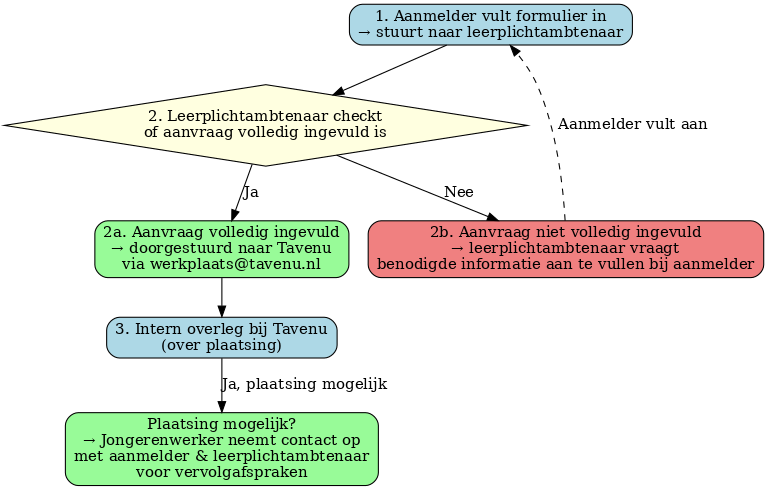 1. Aanmelder vult formulier in
→ stuurt naar leerplichtambtenaar
2. Leerplichtambtenaar checkt
of aanvraag volledig ingevuld is
Aanmelder vult aan
Ja
Nee
2a. Aanvraag volledig ingevuld
→ doorgestuurd naar Tavenu
via werkplaats@tavenu.nl
2b. Aanvraag niet volledig ingevuld
→ leerplichtambtenaar vraagt
benodigde informatie aan te vullen bij aanmelder
3. Intern overleg bij Tavenu
(over plaatsing)
Ja, plaatsing mogelijk
Plaatsing mogelijk?
→ Jongerenwerker neemt contact op
met aanmelder & leerplichtambtenaar
voor vervolgafspraken